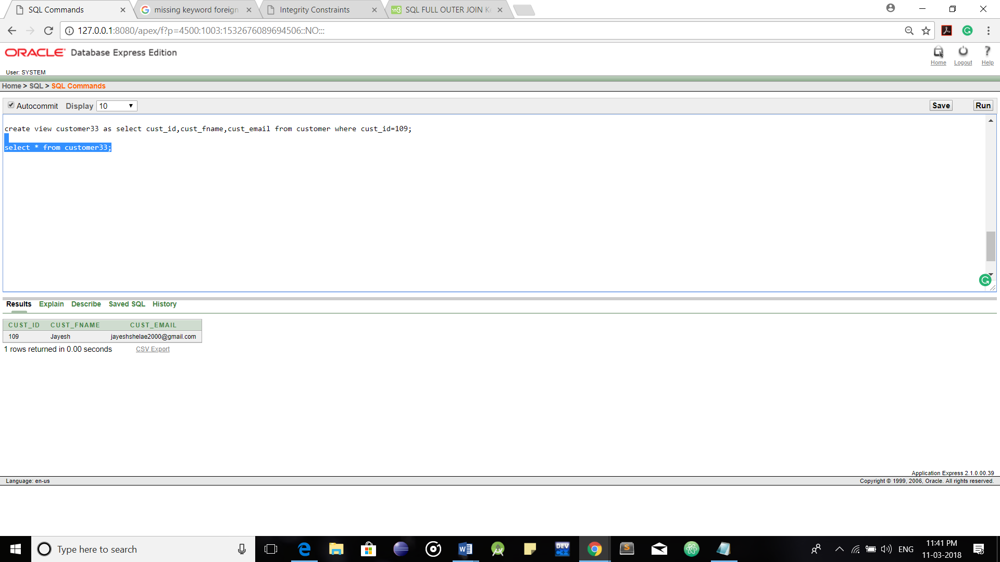 SQL Commands
missing keyword foreign
Integrity Constraints
SQL FULL OUTER JOIN K
127.0.0.1:8080/apex/f?p=4500:1003:1532676089694506::NO:::
ORACLE Database Express Edition
Home Logout Help
User: SYSTEM
Home > SQL > SQL Commands
Autocommit Display 10 Save Run
create view customer33 as select cust_id,cust_fname,cust_email from customer where cust_id=109;
select * from customer33;
Results Explain Describe Saved SQL History
CUST_ID CUST_FNAME CUST_EMAIL
109 Jayesh jayeshshelae2000@gmail.com
1 rows returned in 0.00 seconds CSV Export
Application Express 2.1.0.00.39
Language: en-us Copyright © 1999, 2006, Oracle. All rights reserved.
Type here to search
DEV C++
ENG
11:41 PM
11-03-2018